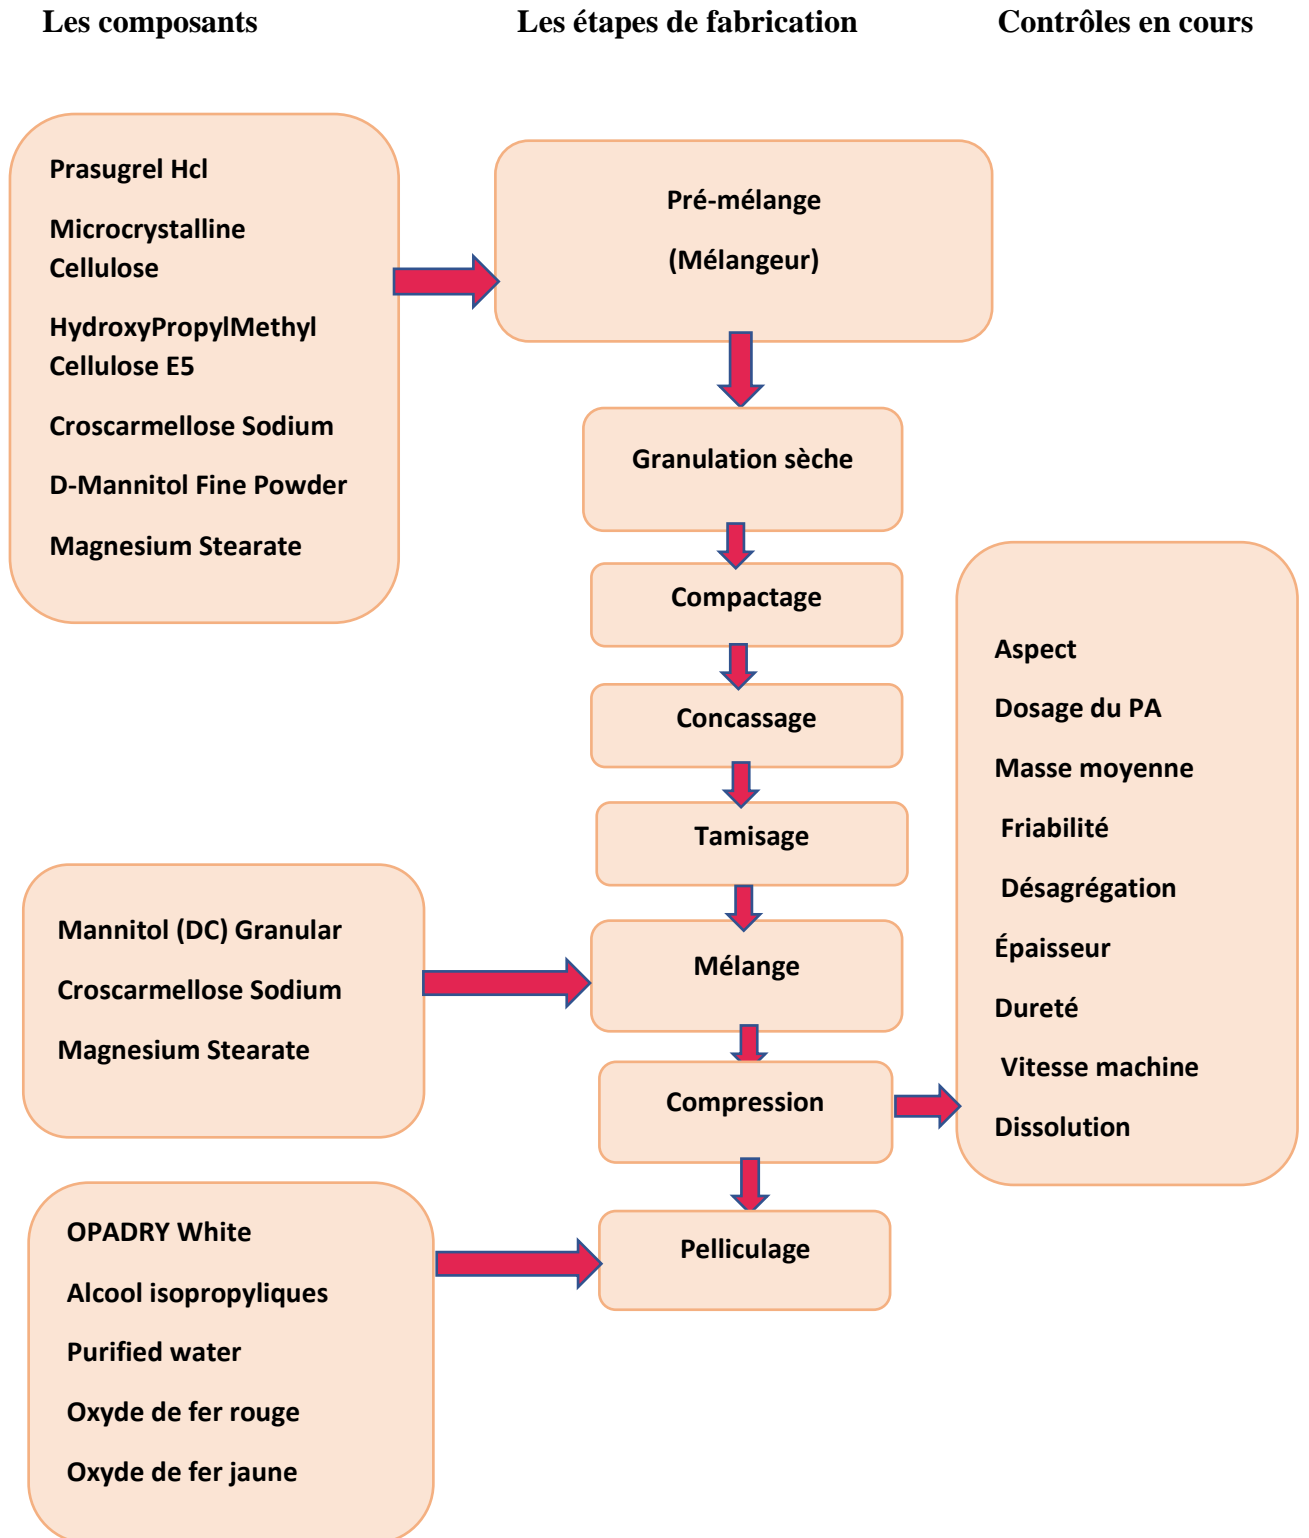 Les composants
Les étapes de fabrication
Contrôles en cours
Prasugrel Hcl
Microcrystalline
Cellulose
HydroxyPropylMethyl
Cellulose E5
Croscarmellose Sodium
D-Mannitol Fine Powder
Magnesium Stearate
Pré-mélange
(Mélangeur)
Granulation sèche
Compactage
Concassage
Tamisage
Mannitol (DC) Granular
Croscarmellose Sodium
Magnesium Stearate
Mélange
Compression
Aspect
Dosage du PA
Masse moyenne
Friabilité
Désagrégation
Épaisseur
Dureté
Vitesse machine
Dissolution
OPADRY White
Alcool isopropyliques
Purified water
Oxyde de fer rouge
Oxyde de fer jaune
Pelliculage